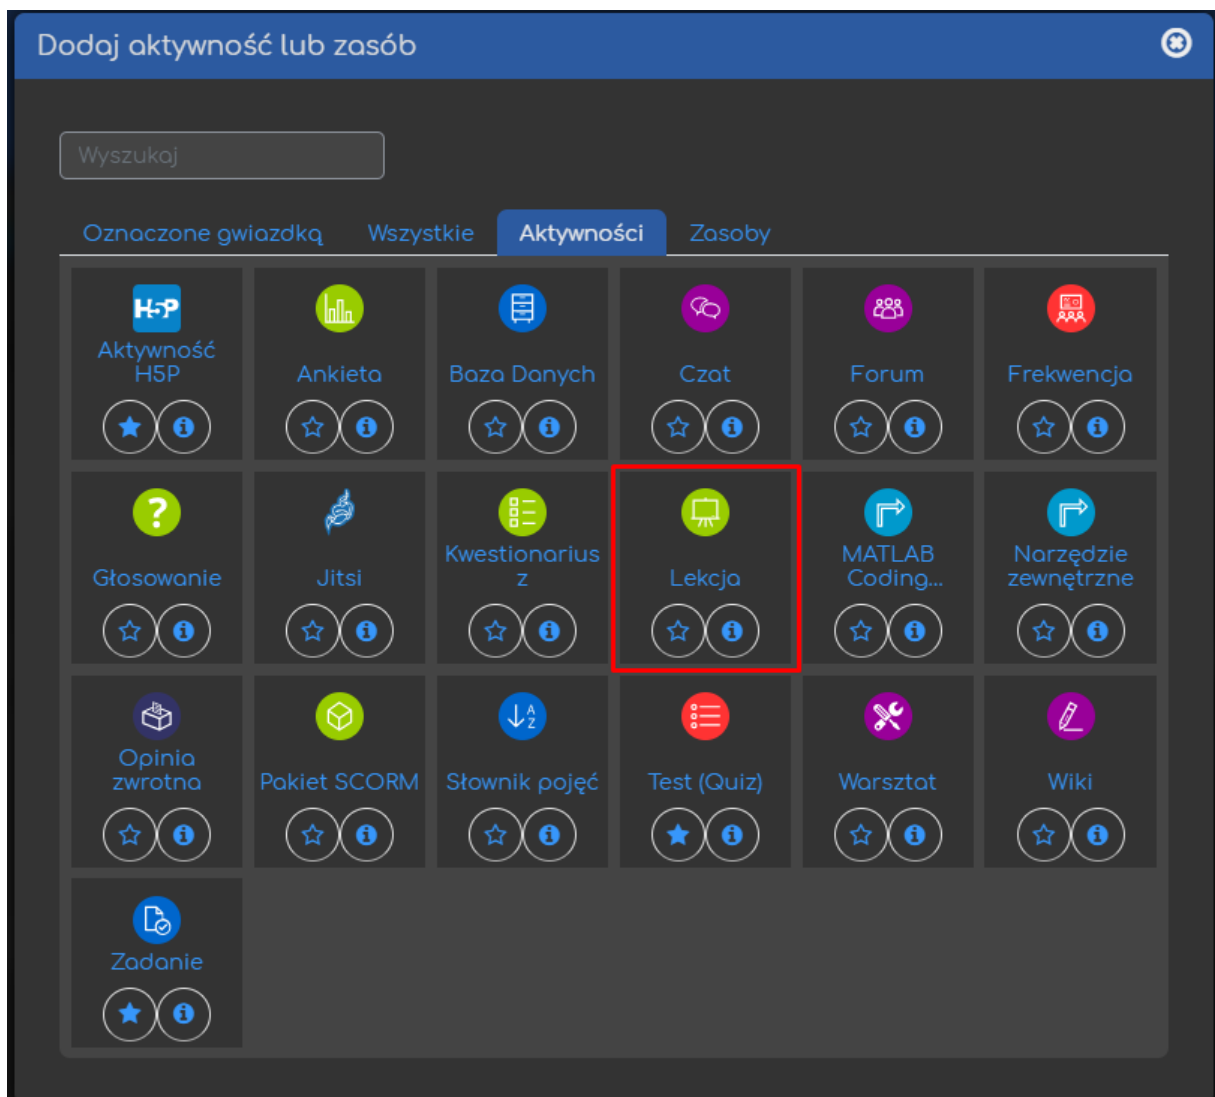 Dodaj aktywność lub zasób
Wyszukaj
Oznaczone gwiazdką Wszystkie Aktywności Zasoby
H5P
Aktywność
H5P
Ankieta
Baza Danych
Czat
Forum
Frekwencja
?
Głosowanie
Jitsi
Kwestionarius
z
Lekcja
MATLAB
Coding...
Narzędzie
zewnętrzne
Opinia
zwrotna
Pakiet SCORM
A
Z
Słownik pojęć
Test (Quiz)
Warsztat
Wiki
Zadanie